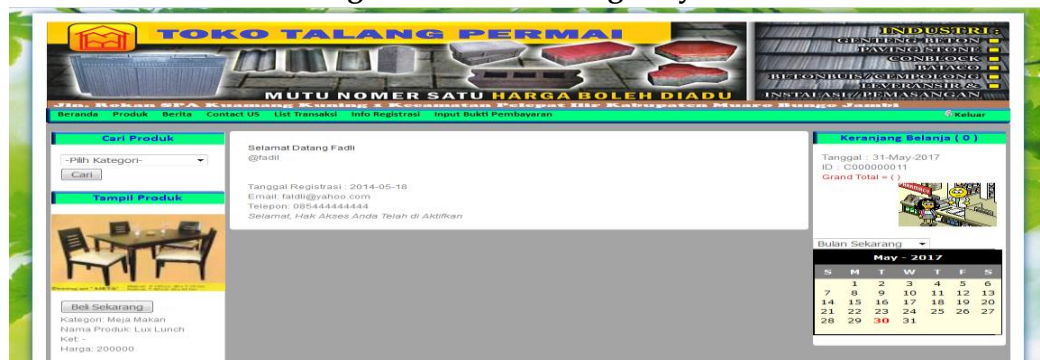 TOKO TALANG PERMAI
INDUSTRI:
GENTENG BETON
PAVING STONE
CONBLOCK
BATACO
BETONBUIS/GEMBORONG
LEVERANSIR &
INSTALASI/PEMASANGAN
MUTU NOMER SATU HARGA BOLEH DIADU
Jln. Rokan SPA Kuamang Kuning x Kecamatan Pelepat Ilir Kabupaten Muaro Bungo Jambi
Beranda Produk Berita Contact US List Transaksi Info Registrasi Input Bukti Pembayaran Keluar
Cari Produk
-Pilih Kategori-
Cari
Tampil Produk
Beli Sekarang
Kategori: Meja Makan
Nama Produk: Lux Lunch
Ket: -
Harga: 200000
Selamat Datang Fadli
@fadil
Tanggal Registrasi : 2014-05-18
Email: faldli@yahoo.com
Telepon: 085444444444
Selamat, Hak Akses Anda Telah di Aktifkan
Keranjang Belanja ( 0 )
Tanggal : 31-May-2017
ID : C000000011
Grand Total = ( )
Bulan Sekarang
May - 2017
S M T W T F S
1 2 3 4 5 6
7 8 9 10 11 12 13
14 15 16 17 18 19 20
21 22 23 24 25 26 27
28 29 30 31